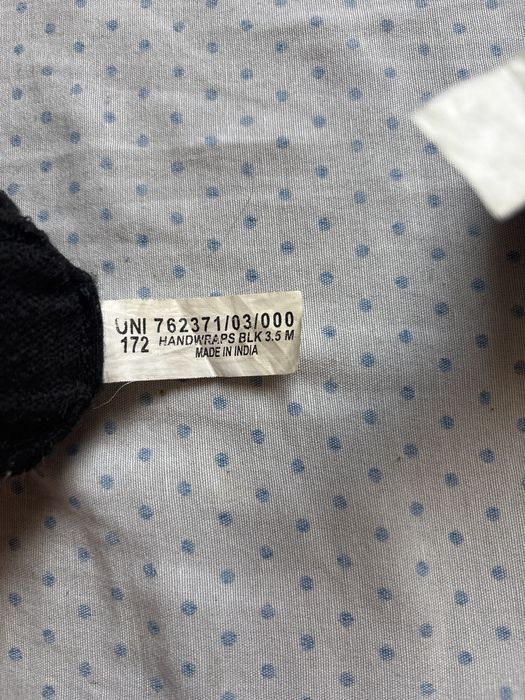 UNI 762371/03/000
172 HANDWRAPS BLK 3.5 M
MADE IN INDIA